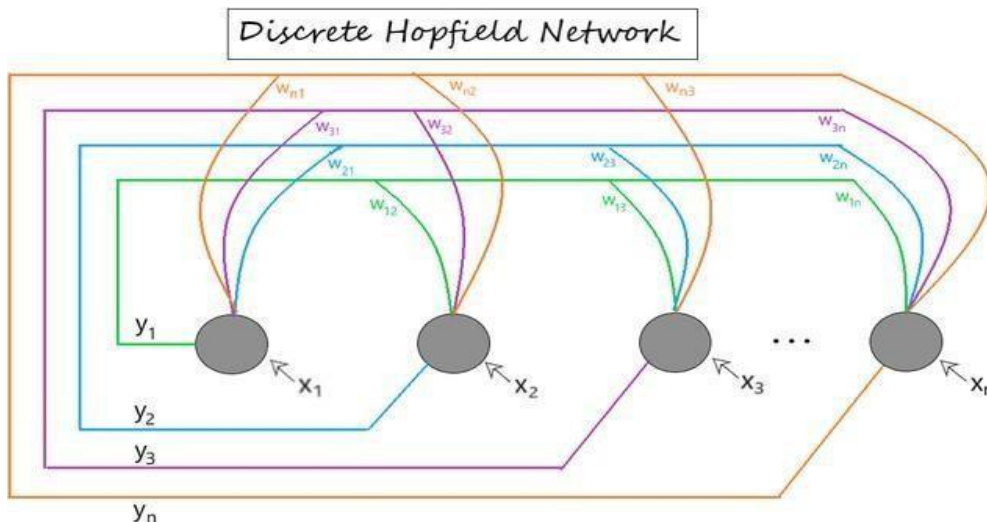 Discrete Hopfield Network
wn1 wn2 wn3
w31 w32 w3n
w21 w23 w2n
w12 w13 w1n
y1
x1 x2 x3 ...
y2
y3
yn